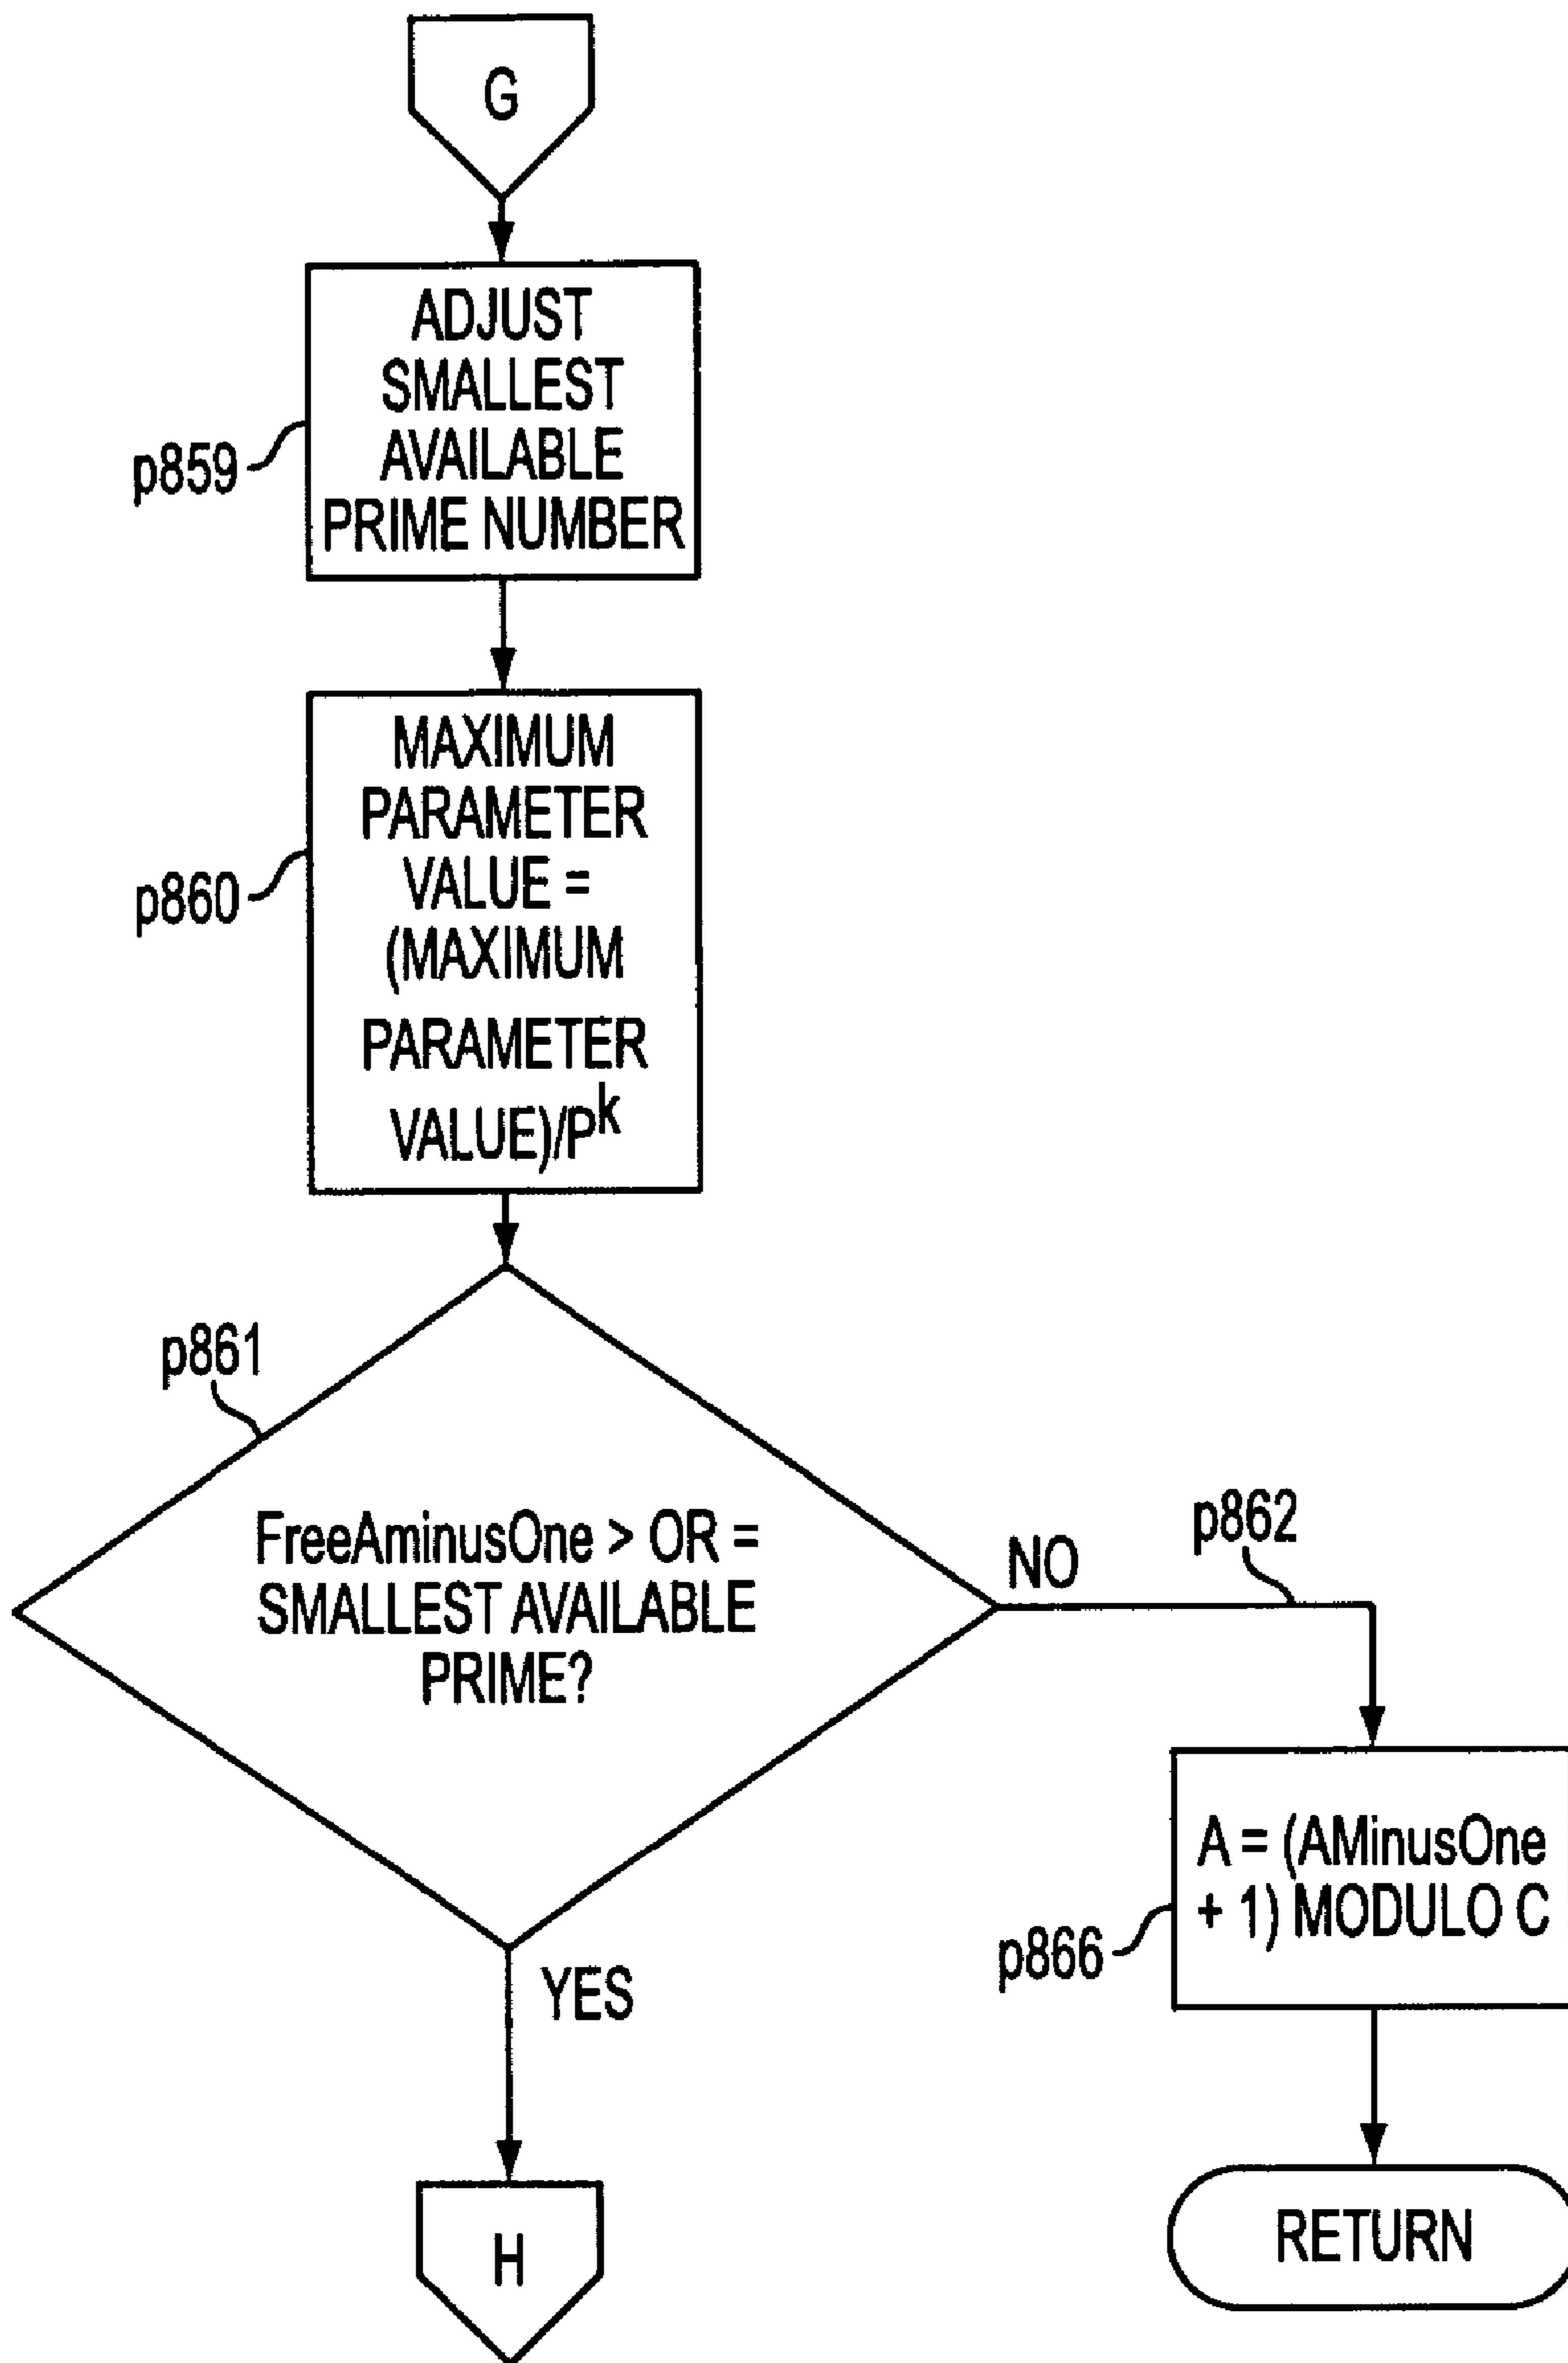 G
ADJUST
SMALLEST
AVAILABLE
PRIME NUMBER
p859
MAXIMUM
PARAMETER
VALUE =
(MAXIMUM
PARAMETER
VALUE)/P^k
p860
p861
FreeAminusOne > OR =
SMALLEST AVAILABLE
PRIME?
NO
p862
A = (AMinusOne
+ 1) MODULO C
p866
YES
H
RETURN